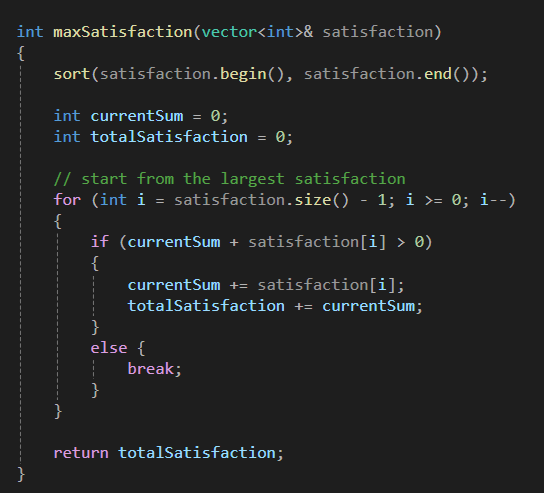 int maxSatisfaction(vector<int>& satisfaction)
{
    sort(satisfaction.begin(), satisfaction.end());

    int currentSum = 0;
    int totalSatisfaction = 0;

    // start from the largest satisfaction
    for (int i = satisfaction.size() - 1; i >= 0; i--)
    {
        if (currentSum + satisfaction[i] > 0)
        {
            currentSum += satisfaction[i];
            totalSatisfaction += currentSum;
        }
        else {
            break;
        }
    }

    return totalSatisfaction;
}